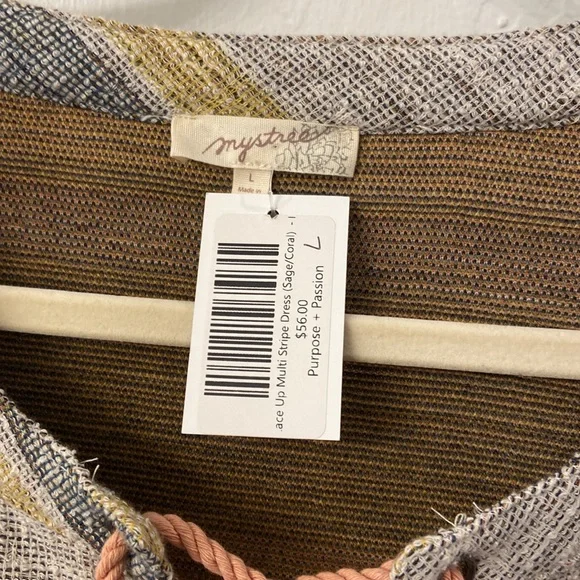 mystree
L
Made in
ace Up Multi Stripe Dress (Sage/Coral) -
$56.00
Purpose + Passion
L